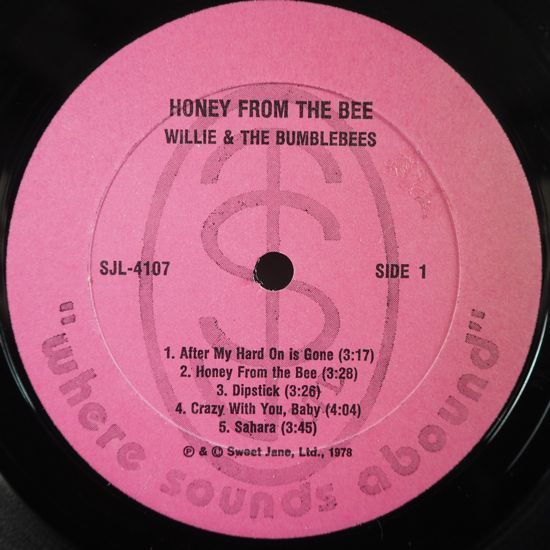 HONEY FROM THE BEE
WILLIE & THE BUMBLEBEES
SJL-4107
SIDE 1
1. After My Hard On is Gone (3:17)
2. Honey From the Bee (3:28)
3. Dipstick (3:26)
4. Crazy With You, Baby (4:04)
5. Sahara (3:45)
℗ & © Sweet Jane, Ltd., 1978
"where sounds abound"